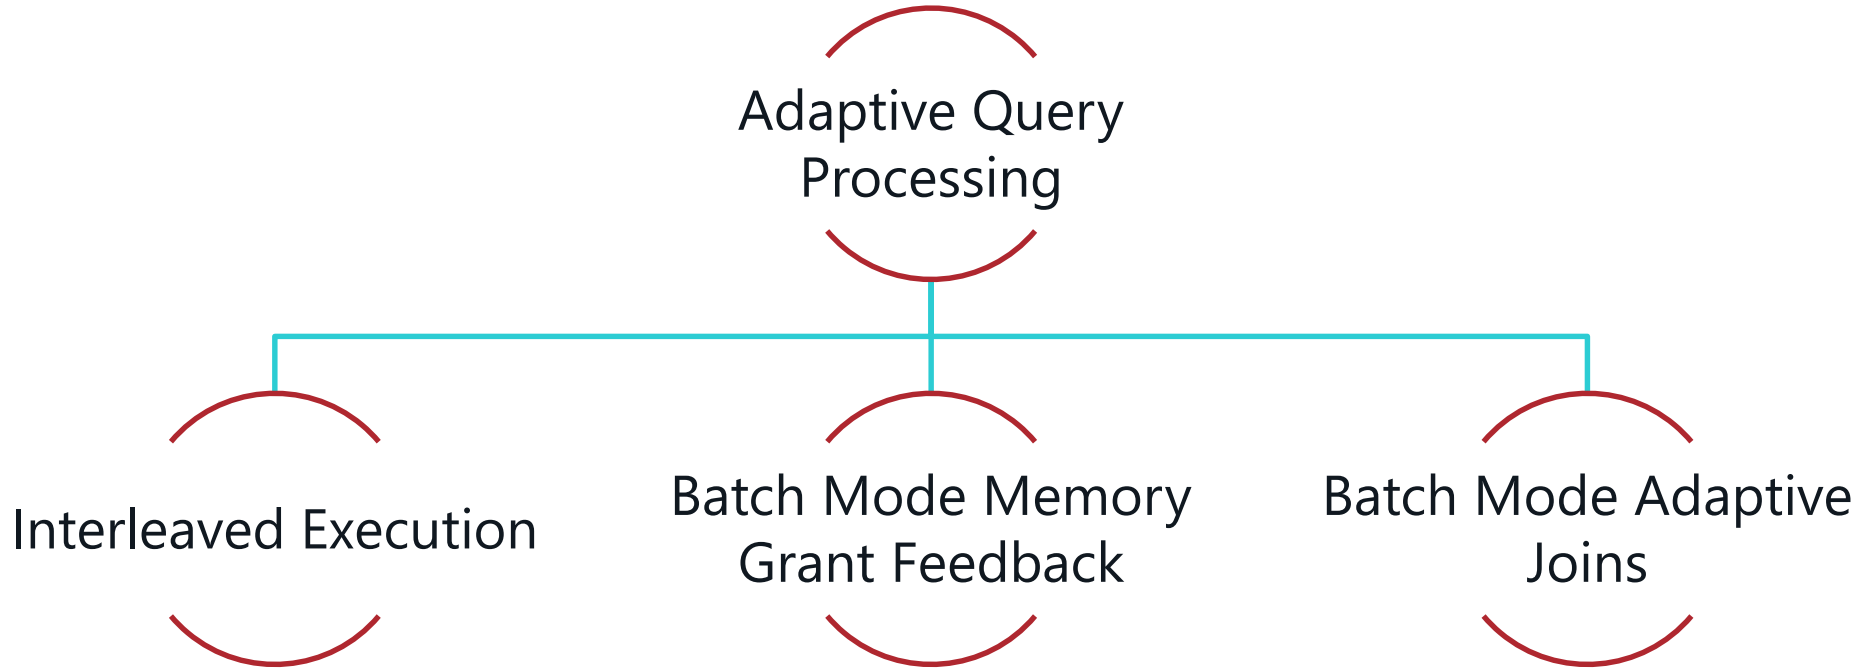 Adaptive Query
Processing
Interleaved Execution
Batch Mode Memory
Grant Feedback
Batch Mode Adaptive
Joins